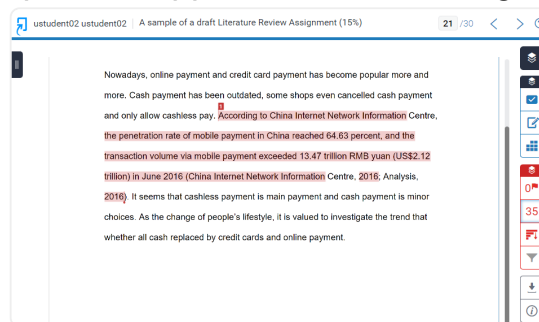 ustudent02 ustudent02 A sample of a draft Literature Review Assignment (15%) 21 /30
Nowadays, online payment and credit card payment has become popular more and
more. Cash payment has been outdated, some shops even cancelled cash payment
1
and only allow cashless pay. According to China Internet Network Information Centre,
the penetration rate of mobile payment in China reached 64.63 percent, and the
transaction volume via mobile payment exceeded 13.47 trillion RMB yuan (US$2.12
trillion) in June 2016 (China Internet Network Information Centre, 2016; Analysis,
2016). It seems that cashless payment is main payment and cash payment is minor
choices. As the change of people's lifestyle, it is valued to investigate the trend that
whether all cash replaced by credit cards and online payment.
0
35